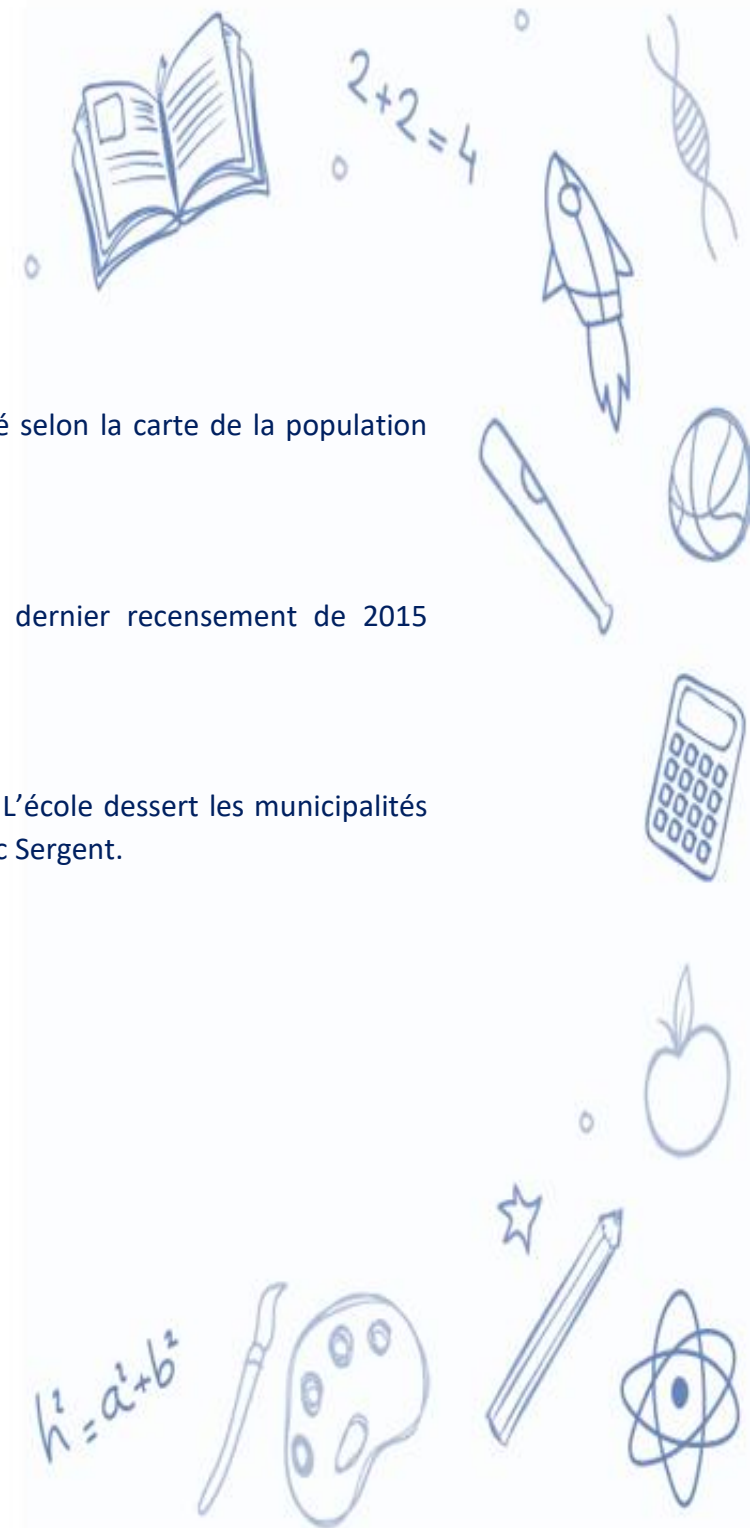 2+2=4
é selon la carte de la population
dernier recensement de 2015
L’école dessert les municipalités
c Sergent.
h²=a²+b²